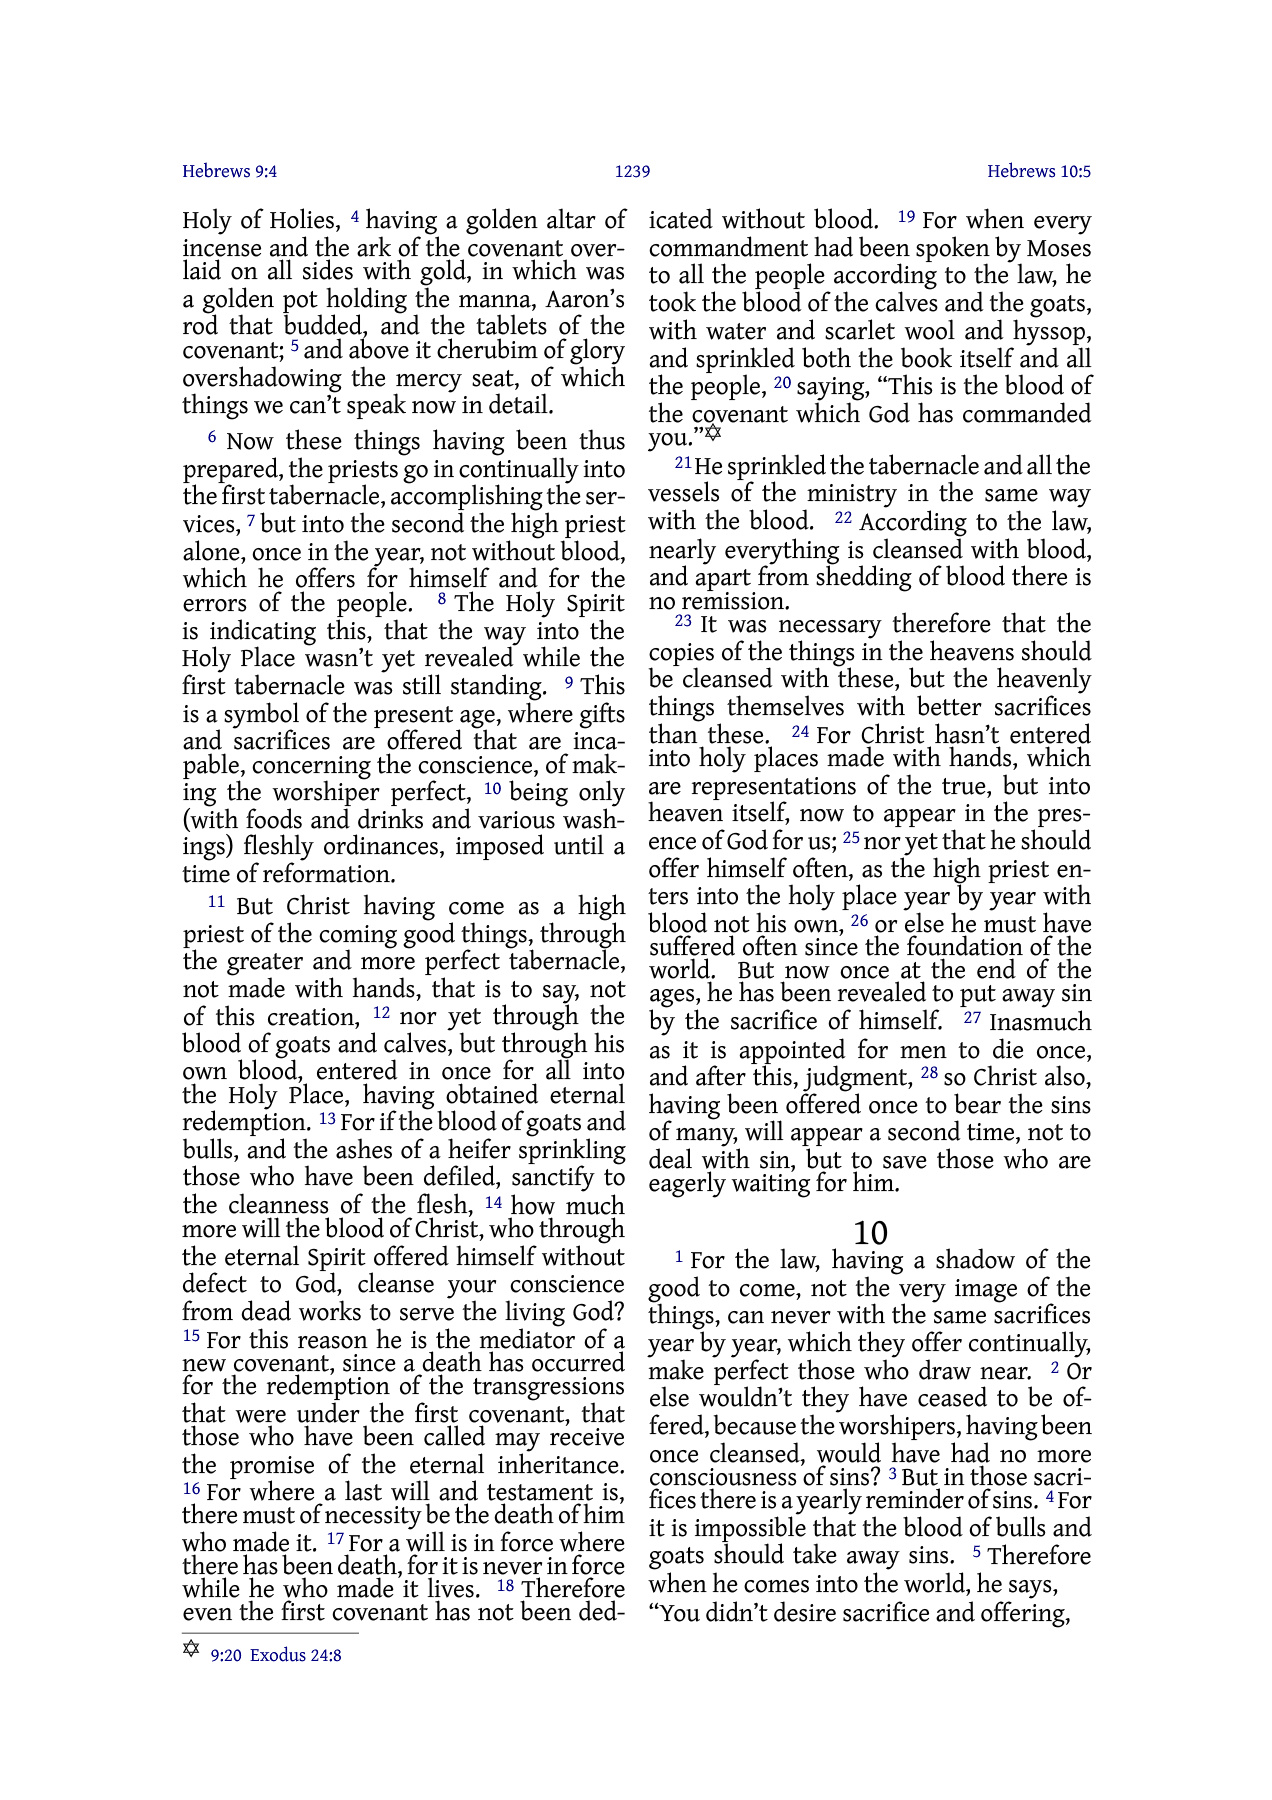 Hebrews 9:4 1239 Hebrews 10:5
Holy of Holies, 4 having a golden altar of
incense and the ark of the covenant over-
laid on all sides with gold, in which was
a golden pot holding the manna, Aaron’s
rod that budded, and the tablets of the
covenant; 5 and above it cherubim of glory
overshadowing the mercy seat, of which
things we can’t speak now in detail.
6 Now these things having been thus
prepared, the priests go in continually into
the first tabernacle, accomplishing the ser-
vices, 7 but into the second the high priest
alone, once in the year, not without blood,
which he offers for himself and for the
errors of the people. 8 The Holy Spirit
is indicating this, that the way into the
Holy Place wasn’t yet revealed while the
first tabernacle was still standing. 9 This
is a symbol of the present age, where gifts
and sacrifices are offered that are inca-
pable, concerning the conscience, of mak-
ing the worshiper perfect, 10 being only
(with foods and drinks and various wash-
ings) fleshly ordinances, imposed until a
time of reformation.
11 But Christ having come as a high
priest of the coming good things, through
the greater and more perfect tabernacle,
not made with hands, that is to say, not
of this creation, 12 nor yet through the
blood of goats and calves, but through his
own blood, entered in once for all into
the Holy Place, having obtained eternal
redemption. 13 For if the blood of goats and
bulls, and the ashes of a heifer sprinkling
those who have been defiled, sanctify to
the cleanness of the flesh, 14 how much
more will the blood of Christ, who through
the eternal Spirit offered himself without
defect to God, cleanse your conscience
from dead works to serve the living God?
15 For this reason he is the mediator of a
new covenant, since a death has occurred
for the redemption of the transgressions
that were under the first covenant, that
those who have been called may receive
the promise of the eternal inheritance.
16 For where a last will and testament is,
there must of necessity be the death of him
who made it. 17 For a will is in force where
there has been death, for it is never in force
while he who made it lives. 18 Therefore
even the first covenant has not been ded-
icated without blood. 19 For when every
commandment had been spoken by Moses
to all the people according to the law, he
took the blood of the calves and the goats,
with water and scarlet wool and hyssop,
and sprinkled both the book itself and all
the people, 20 saying, “This is the blood of
the covenant which God has commanded
you.”✡
21 He sprinkled the tabernacle and all the
vessels of the ministry in the same way
with the blood. 22 According to the law,
nearly everything is cleansed with blood,
and apart from shedding of blood there is
no remission.
23 It was necessary therefore that the
copies of the things in the heavens should
be cleansed with these, but the heavenly
things themselves with better sacrifices
than these. 24 For Christ hasn’t entered
into holy places made with hands, which
are representations of the true, but into
heaven itself, now to appear in the pres-
ence of God for us; 25 nor yet that he should
offer himself often, as the high priest en-
ters into the holy place year by year with
blood not his own, 26 or else he must have
suffered often since the foundation of the
world. But now once at the end of the
ages, he has been revealed to put away sin
by the sacrifice of himself. 27 Inasmuch
as it is appointed for men to die once,
and after this, judgment, 28 so Christ also,
having been offered once to bear the sins
of many, will appear a second time, not to
deal with sin, but to save those who are
eagerly waiting for him.
10
1 For the law, having a shadow of the
good to come, not the very image of the
things, can never with the same sacrifices
year by year, which they offer continually,
make perfect those who draw near. 2 Or
else wouldn’t they have ceased to be of-
fered, because the worshipers, having been
once cleansed, would have had no more
consciousness of sins? 3 But in those sacri-
fices there is a yearly reminder of sins. 4 For
it is impossible that the blood of bulls and
goats should take away sins. 5 Therefore
when he comes into the world, he says,
“You didn’t desire sacrifice and offering,
✡ 9:20 Exodus 24:8